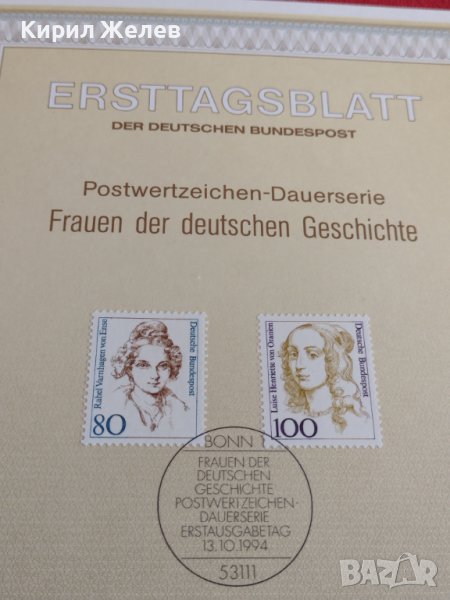 Кирил Желев
ERSTTAGSBLATT
DER DEUTSCHEN BUNDESPOST
Postwertzeichen-Dauerserie
Frauen der deutschen Geschichte
Rahel Varnhagen von Ense
Deutsche Bundespost
80
Luise Henriette von Oranien
Deutsche Bundespost
100
BONN 1
FRAUEN DER
DEUTSCHEN
GESCHICHTE
POSTWERTZEICHEN-
DAUERSERIE
ERSTAUSGABETAG
13.10.1994
53111
bazar